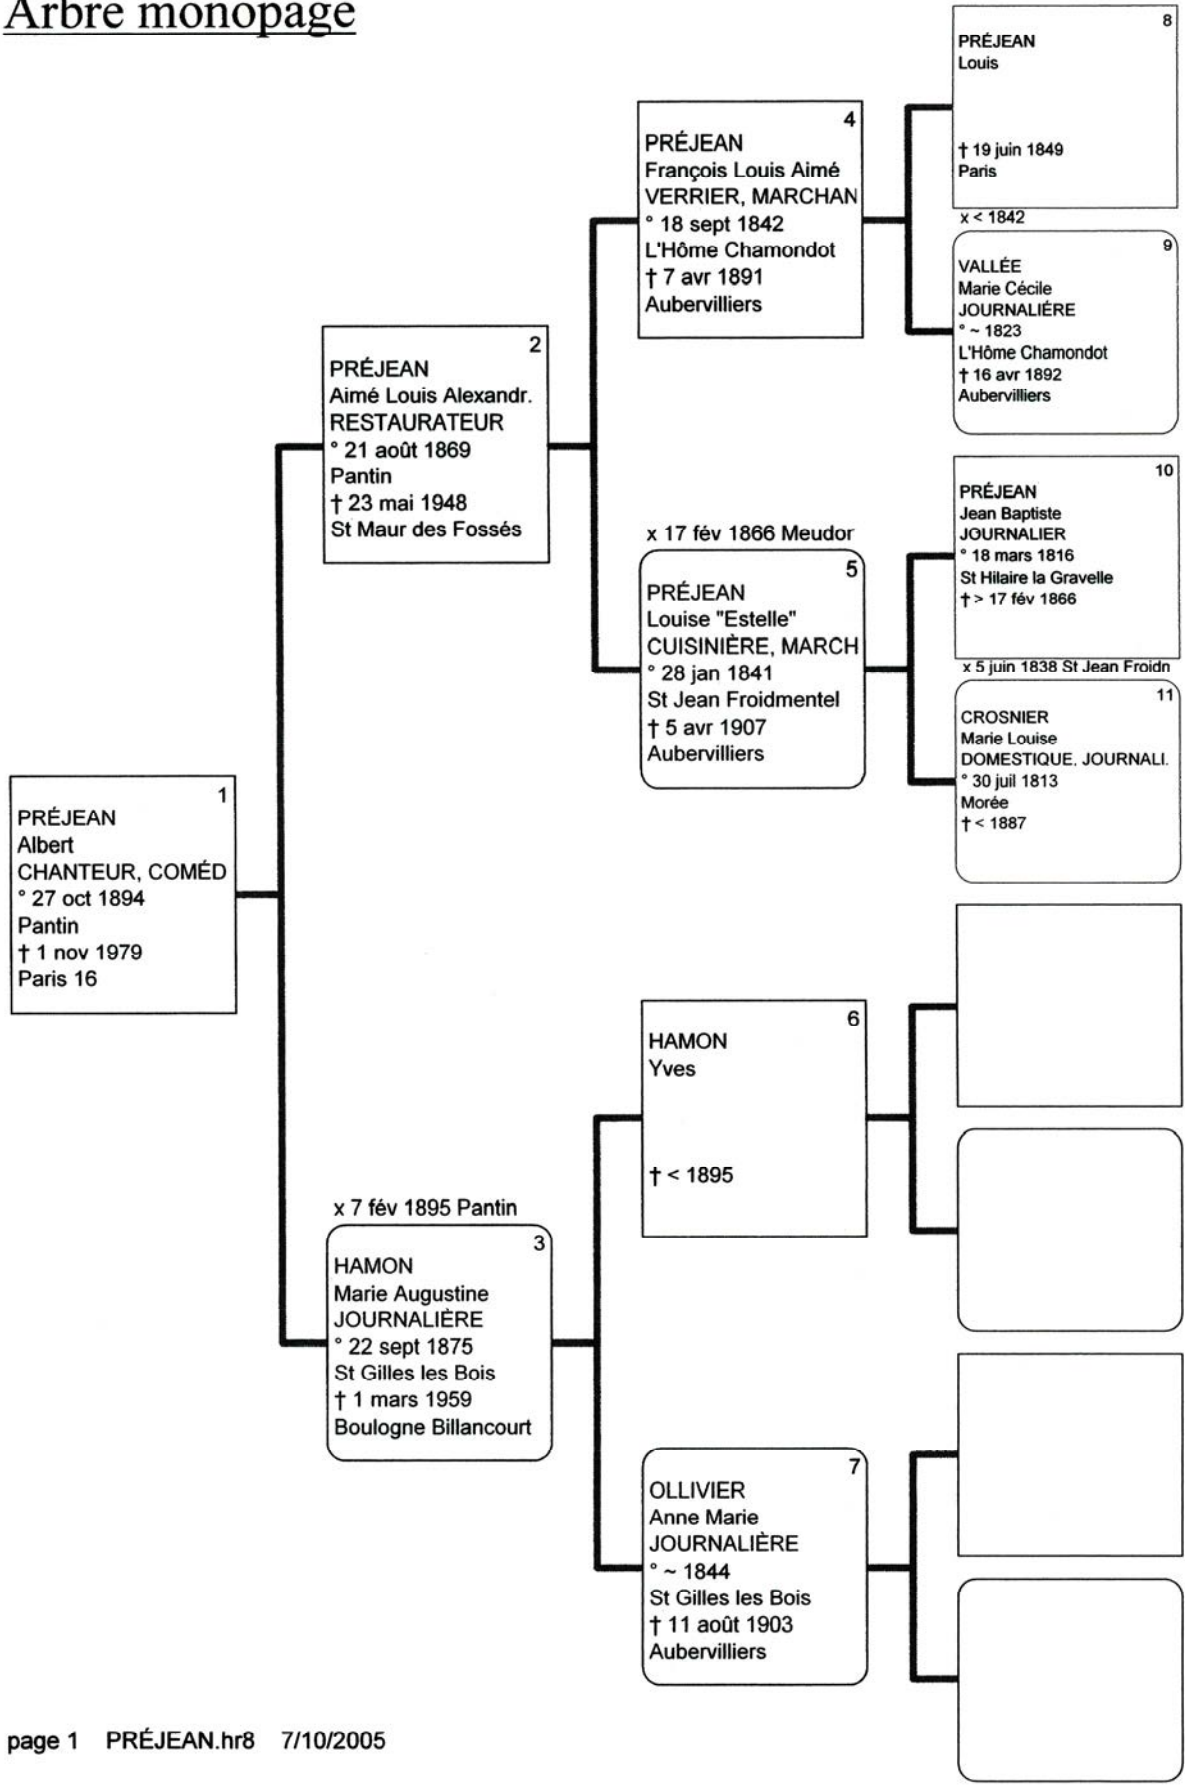 Arbre monopage
8
PRÉJEAN
Louis
† 19 juin 1849
Paris
x < 1842
9
VALLÉE
Marie Cécile
JOURNALIÉRE
° ~ 1823
L'Hôme Chamondot
† 16 avr 1892
Aubervilliers
4
PRÉJEAN
François Louis Aimé
VERRIER, MARCHAN
° 18 sept 1842
L'Hôme Chamondot
† 7 avr 1891
Aubervilliers
2
PRÉJEAN
Aimé Louis Alexandr.
RESTAURATEUR
° 21 août 1869
Pantin
† 23 mai 1948
St Maur des Fossés
x 17 fév 1866 Meudor
5
PRÉJEAN
Louise "Estelle"
CUISINIÈRE, MARCH
° 28 jan 1841
St Jean Froidmentel
† 5 avr 1907
Aubervilliers
10
PRÉJEAN
Jean Baptiste
JOURNALIER
° 18 mars 1816
St Hilaire la Gravelle
† > 17 fév 1866
x 5 juin 1838 St Jean Froidn
11
CROSNIER
Marie Louise
DOMESTIQUE, JOURNALI.
° 30 juil 1813
Morée
† < 1887
1
PRÉJEAN
Albert
CHANTEUR, COMÉD
° 27 oct 1894
Pantin
† 1 nov 1979
Paris 16
6
HAMON
Yves
† < 1895
x 7 fév 1895 Pantin
3
HAMON
Marie Augustine
JOURNALIÈRE
° 22 sept 1875
St Gilles les Bois
† 1 mars 1959
Boulogne Billancourt
7
OLLIVIER
Anne Marie
JOURNALIÈRE
° ~ 1844
St Gilles les Bois
† 11 août 1903
Aubervilliers
page 1 PRÉJEAN.hr8 7/10/2005